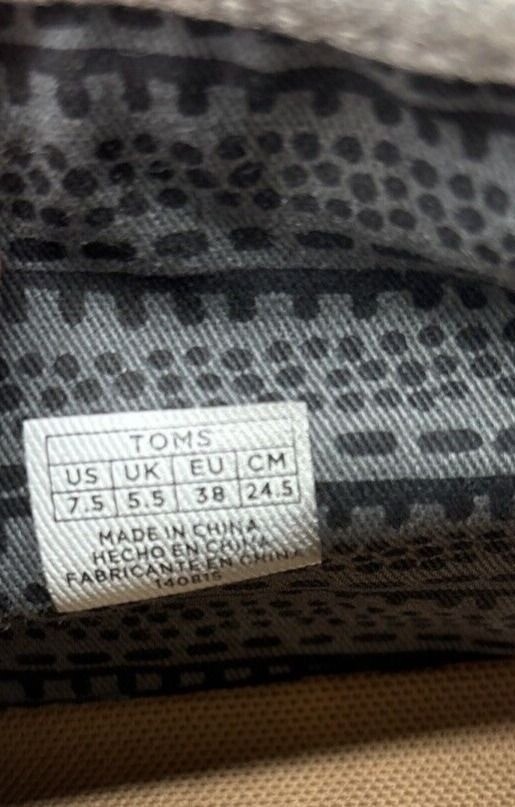 TOMS
US UK EU CM
7.5 5.5 38 24.5
MADE IN CHINA
HECHO EN CHINA
FABRICANTE EN CHINA
140815